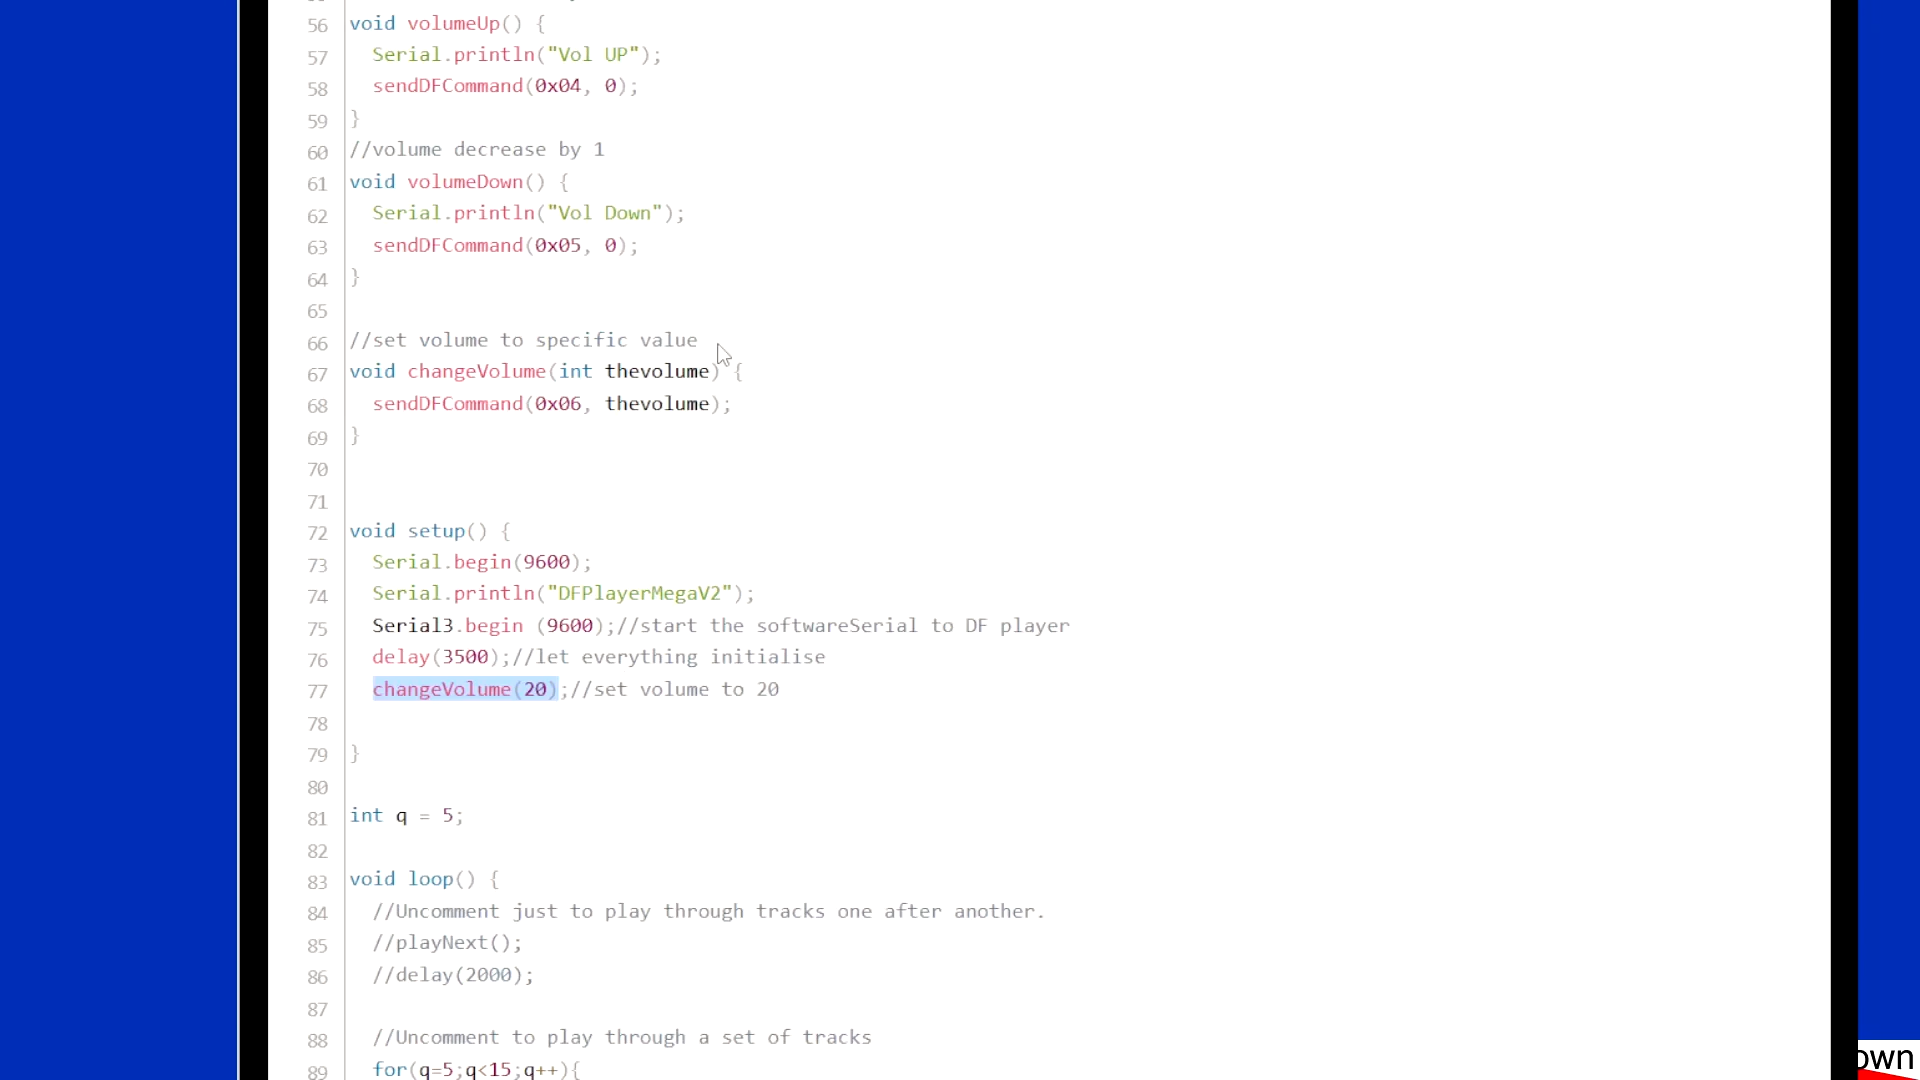 56 void volumeUp() {
57 Serial.println("Vol UP");
58 sendDFCommand(0x04, 0);
59 }
60 //volume decrease by 1
61 void volumeDown() {
62 Serial.println("Vol Down");
63 sendDFCommand(0x05, 0);
64 }
65
66 //set volume to specific value
67 void changeVolume(int thevolume) {
68 sendDFCommand(0x06, thevolume);
69 }
70
71
72 void setup() {
73 Serial.begin(9600);
74 Serial.println("DFPlayerMegaV2");
75 Serial3.begin (9600);//start the softwareSerial to DF player
76 delay(3500);//let everything initialise
77 changeVolume(20);//set volume to 20
78
79 }
80
81 int q = 5;
82
83 void loop() {
84 //Uncomment just to play through tracks one after another.
85 //playNext();
86 //delay(2000);
87
88 //Uncomment to play through a set of tracks
89 for(q=5;q<15;q++){
own